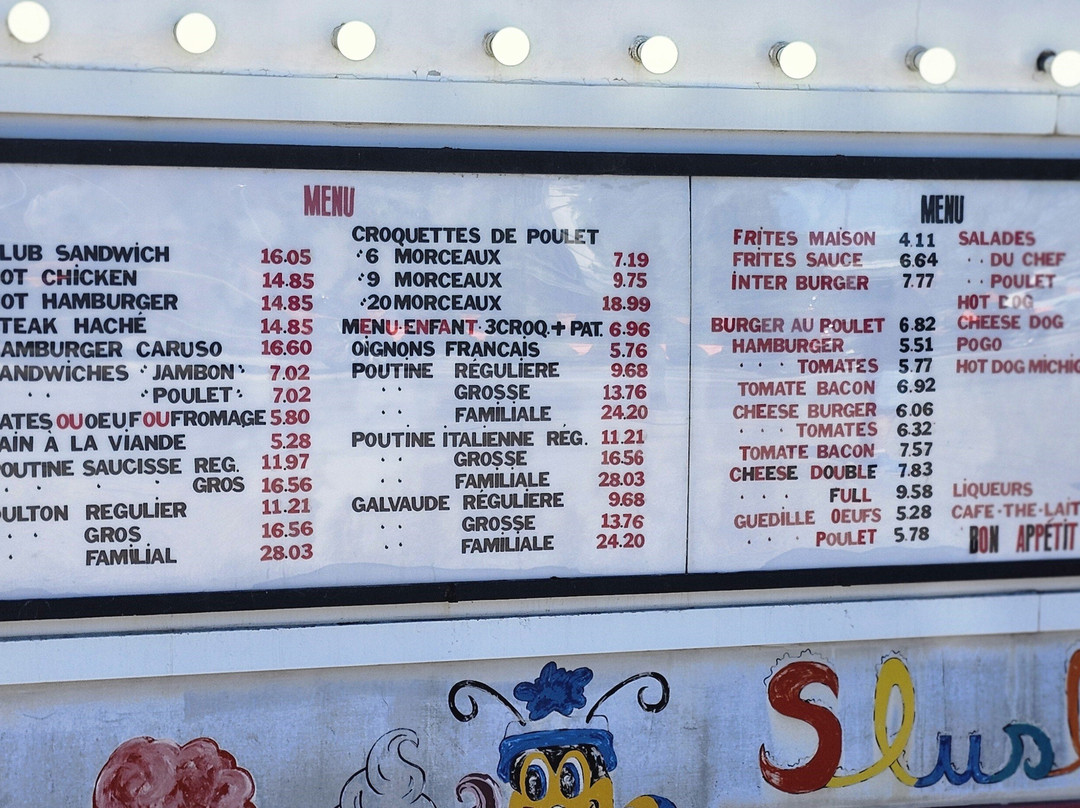 MENU
LUB SANDWICH 16.05
OT CHICKEN 14.85
OT HAMBURGER 14.85
TEAK HACHÉ 14.85
AMBURGER CARUSO 16.60
ANDWICHES "JAMBON" 7.02
" "POULET" 7.02
ATES OU OEUF OU FROMAGE 5.80
AIN À LA VIANDE 5.28
OUTINE SAUCISSE REG. 11.97
" " " GROS 16.56
OULTON REGULIER 11.21
" GROS 16.56
" FAMILIAL 28.03
CROQUETTES DE POULET
"6 MORCEAUX 7.19
"9 MORCEAUX 9.75
"20 MORCEAUX 18.99
MENU·ENFANT·3CROQ.+ PAT. 6.96
OIGNONS FRANÇAIS 5.76
POUTINE RÉGULIERE 9.68
" GROSSE 13.76
" FAMILIALE 24.20
POUTINE ITALIENNE RÉG. 11.21
" GROSSE 16.56
" FAMILIALE 28.03
GALVAUDE RÉGULIERE 9.68
" GROSSE 13.76
" FAMILIALE 24.20
MENU
FRITES MAISON 4.11
FRITES SAUCE 6.64
INTER BURGER 7.77
BURGER AU POULET 6.82
HAMBURGER 5.51
" " TOMATES 5.77
TOMATE BACON 6.92
CHEESE BURGER 6.06
" " TOMATES 6.32
TOMATE BACON 7.57
CHEESE DOUBLE 7.83
" " FULL 9.58
GUEDILLE OEUFS 5.28
" " POULET 5.78
SALADES
" DU CHEF
" POULET
HOT DOG
CHEESE DOG
POGO
HOT DOG MICHIG
LIQUEURS
CAFE·THE·LAIT
BON APPÉTIT
Slus